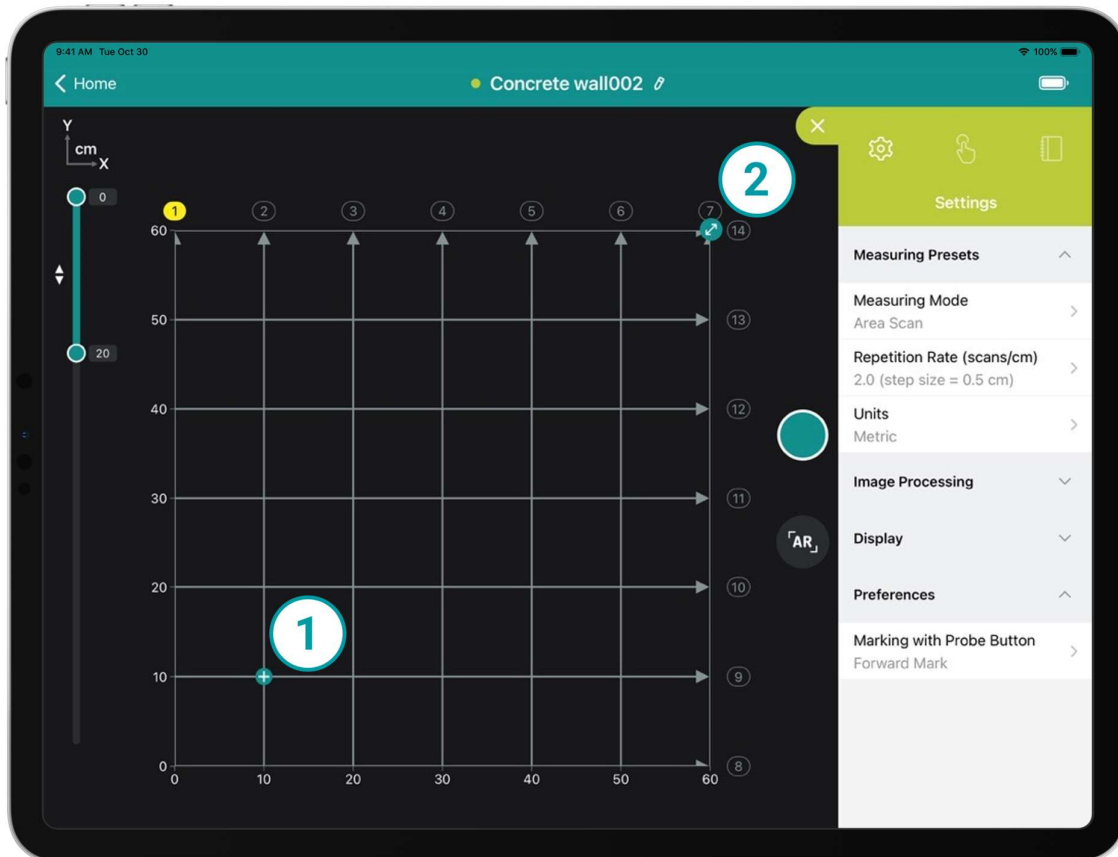 9:41 AM Tue Oct 30
100%
Home
Concrete wall002
Y
cm
X
0
20
1 2 3 4 5 6 7
2
60 14
50 13
40 12
30 11
20 10
1
10 9
0 8
0 10 20 30 40 50 60
AR
Settings
Measuring Presets
Measuring Mode
Area Scan
Repetition Rate (scans/cm)
2.0 (step size = 0.5 cm)
Units
Metric
Image Processing
Display
Preferences
Marking with Probe Button
Forward Mark